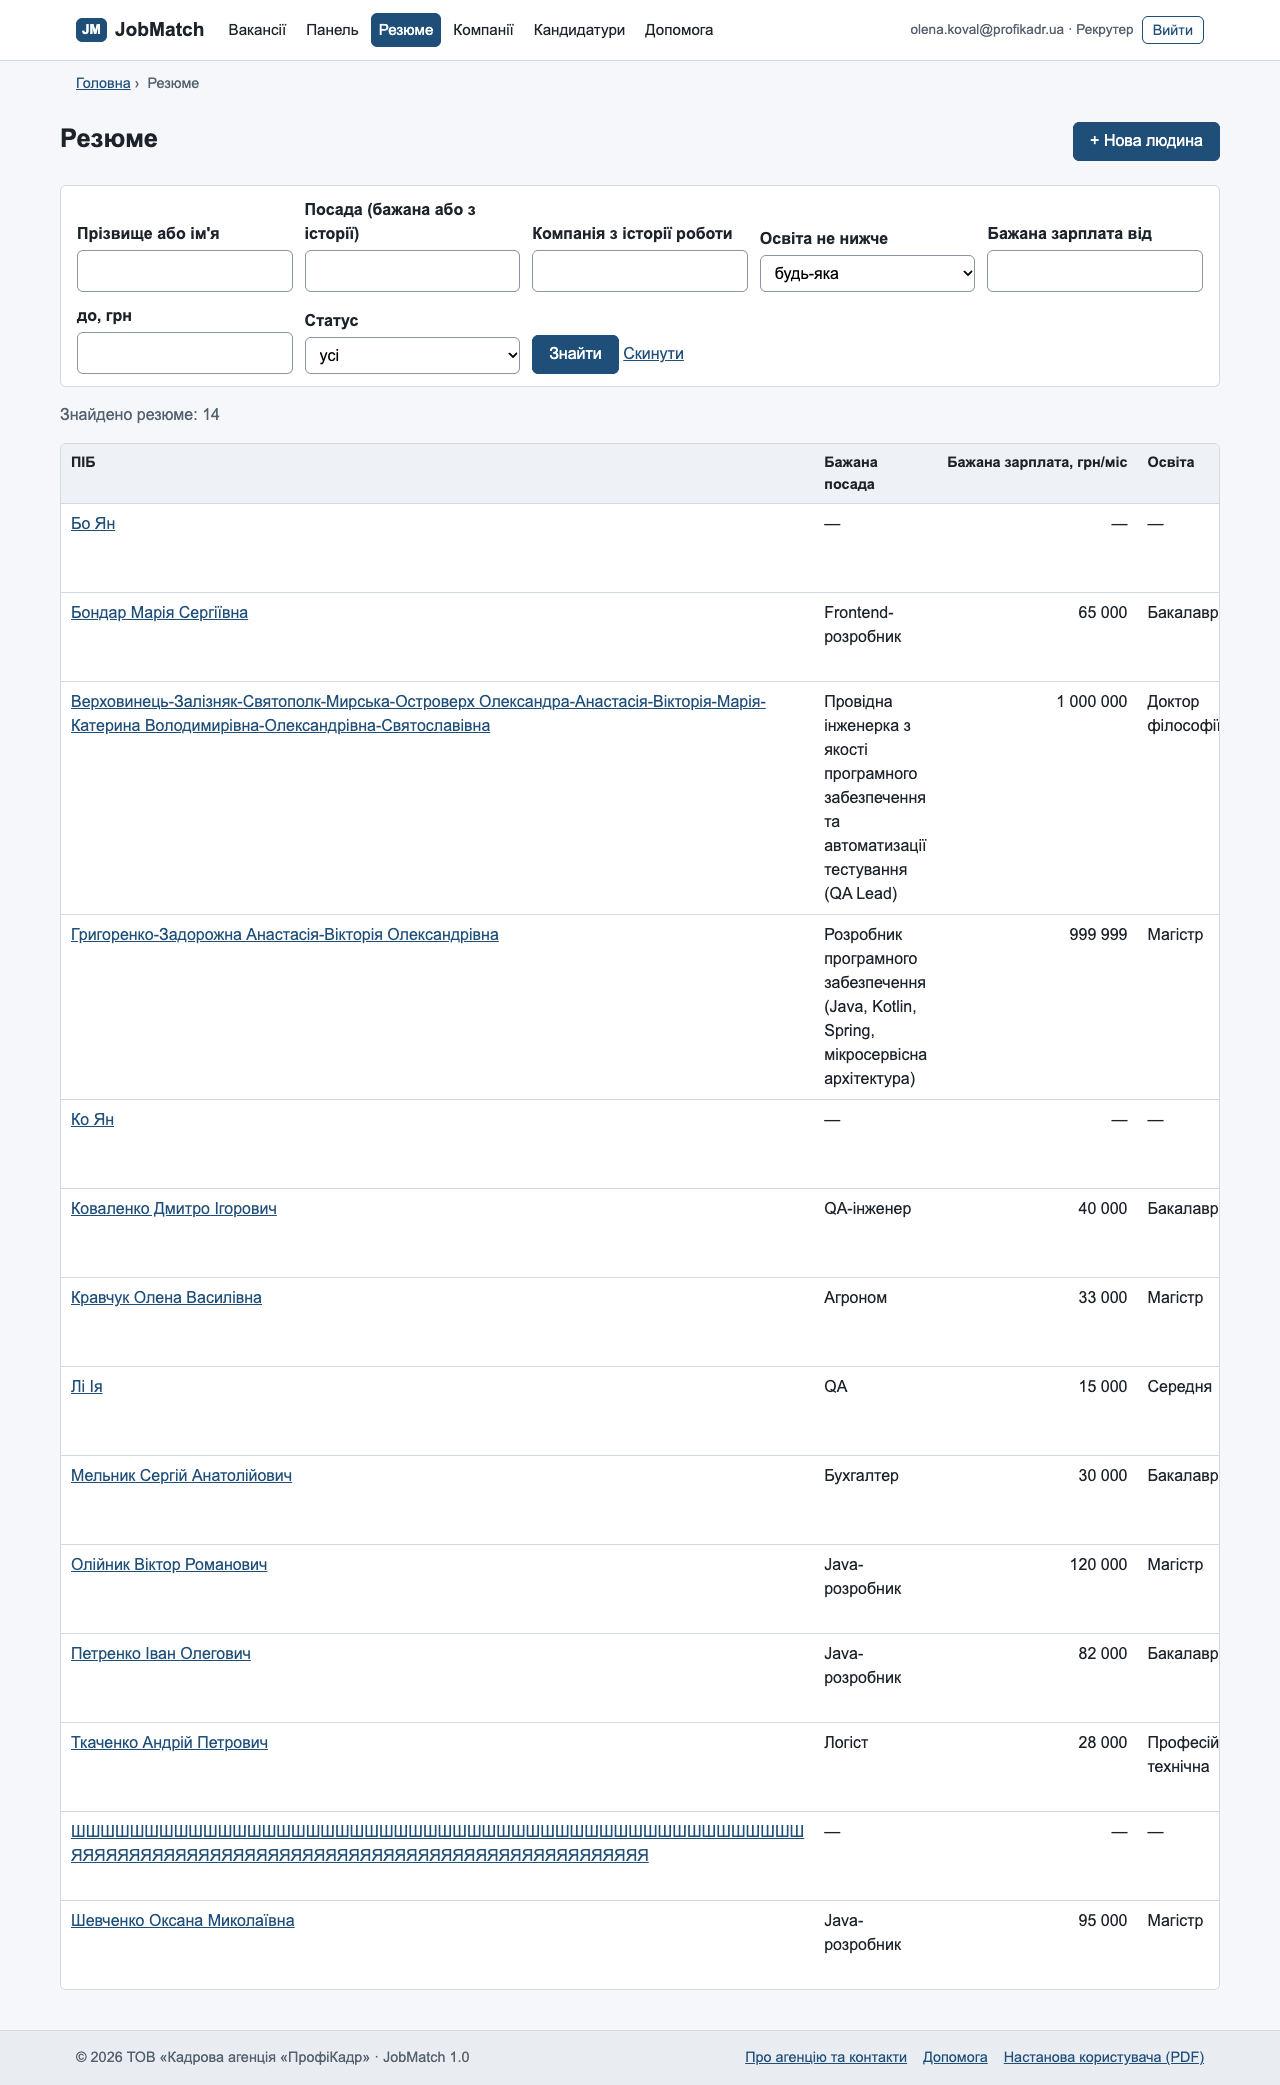 JM JobMatch Вакансії Панель Резюме Компанії Кандидатури Допомога olena.koval@profikadr.ua · Рекрутер Вийти
Головна › Резюме
Резюме
+ Нова людина
Прізвище або ім'я
Посада (бажана або з історії)
Компанія з історії роботи
Освіта не нижче
будь-яка
Бажана зарплата від
до, грн
Статус
усі
Знайти Скинути
Знайдено резюме: 14
ПІБ Бажана посада Бажана зарплата, грн/міс Освіта
Бо Ян — — —
Бондар Марія Сергіївна Frontend-розробник 65 000 Бакалавр
Верховинець-Залізняк-Святополк-Мирська-Островерх Олександра-Анастасія-Вікторія-Марія-
Катерина Володимирівна-Олександрівна-Святославівна
Провідна
інженерка з
якості
програмного
забезпечення
та
автоматизації
тестування
(QA Lead)
1 000 000
Доктор
філософії
Григоренко-Задорожна Анастасія-Вікторія Олександрівна
Розробник
програмного
забезпечення
(Java, Kotlin,
Spring,
мікросервісна
архітектура)
999 999
Магістр
Ко Ян — — —
Коваленко Дмитро Ігорович QA-інженер 40 000 Бакалавр
Кравчук Олена Василівна Агроном 33 000 Магістр
Лі Ія QA 15 000 Середня
Мельник Сергій Анатолійович Бухгалтер 30 000 Бакалавр
Олійник Віктор Романович Java-розробник 120 000 Магістр
Петренко Іван Олегович Java-розробник 82 000 Бакалавр
Ткаченко Андрій Петрович Логіст 28 000 технічна
— — —
Шевченко Оксана Миколаївна Java-розробник 95 000 Магістр
© 2026 ТОВ «Кадрова агенція «ПрофіКадр» · JobMatch 1.0
Про агенцію та контакти Допомога Настанова користувача (PDF)